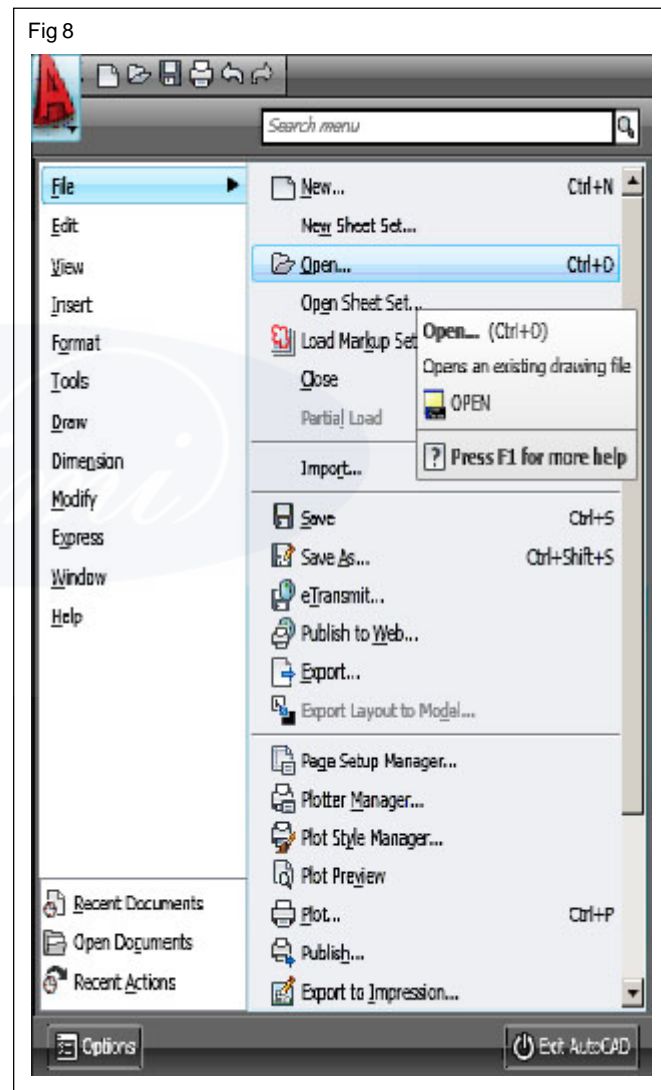 Fig 8
Search menu
File
Edit
View
Insert
Format
Tools
Draw
Dimension
Modify
Express
Window
Help
Recent Documents
Open Documents
Recent Actions
New... Ctrl+N
New Sheet Set...
Open... Ctrl+O
Open Sheet Set...
Load Markup Set
Close
Partial Load
Import...
Open... (Ctrl+O)
Opens an existing drawing file
OPEN
Press F1 for more help
Save Ctrl+S
Save As... Ctrl+Shift+S
eTransmit...
Publish to Web...
Export...
Export Layout to Model...
Page Setup Manager...
Plotter Manager...
Plot Style Manager...
Plot Preview
Plot... Ctrl+P
Publish...
Export to Impression...
Options
Exit AutoCAD